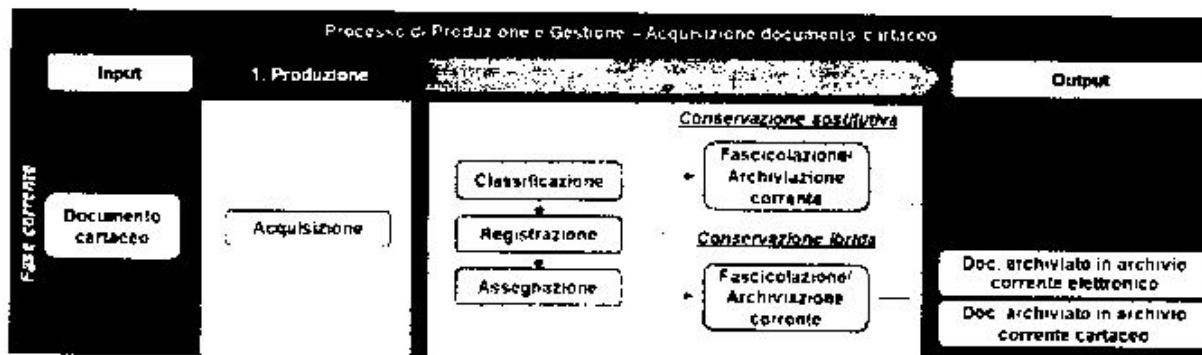 Processo di Produzione e Gestione – Acquisizione documento cartaceo
Input
1. Produzione
Output
Fase corrente
Documento
cartaceo
Acquisizione
Classificazione
Registrazione
Assegnazione
Conservazione sostitutiva
Fascicolazione/
Archiviazione
corrente
Conservazione ibrida
Fascicolazione/
Archiviazione
corrente
Doc. archiviato in archivio
corrente elettronico
Doc. archiviato in archivio
corrente cartaceo